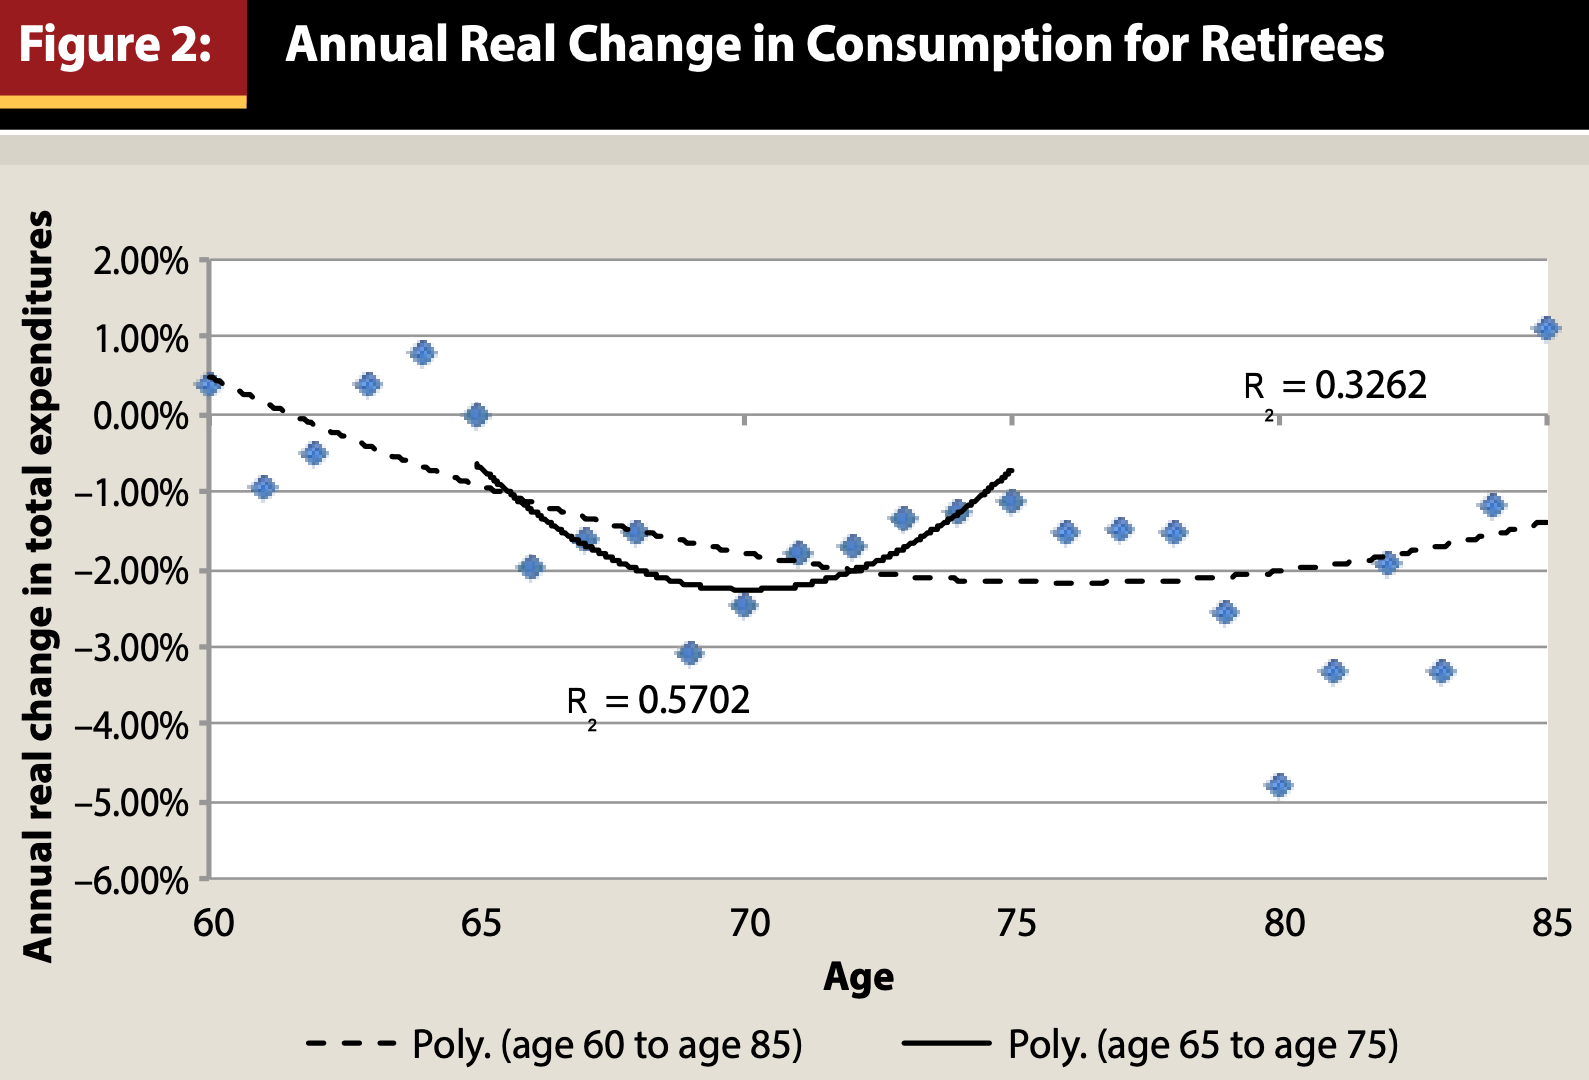 Figure 2:
Annual Real Change in Consumption for Retirees
Annual real change in total expenditures
2.00%
1.00%
0.00%
–1.00%
–2.00%
–3.00%
–4.00%
–5.00%
–6.00%
R2 = 0.3262
R2 = 0.5702
60 65 70 75 80 85
Age
Poly. (age 60 to age 85) Poly. (age 65 to age 75)